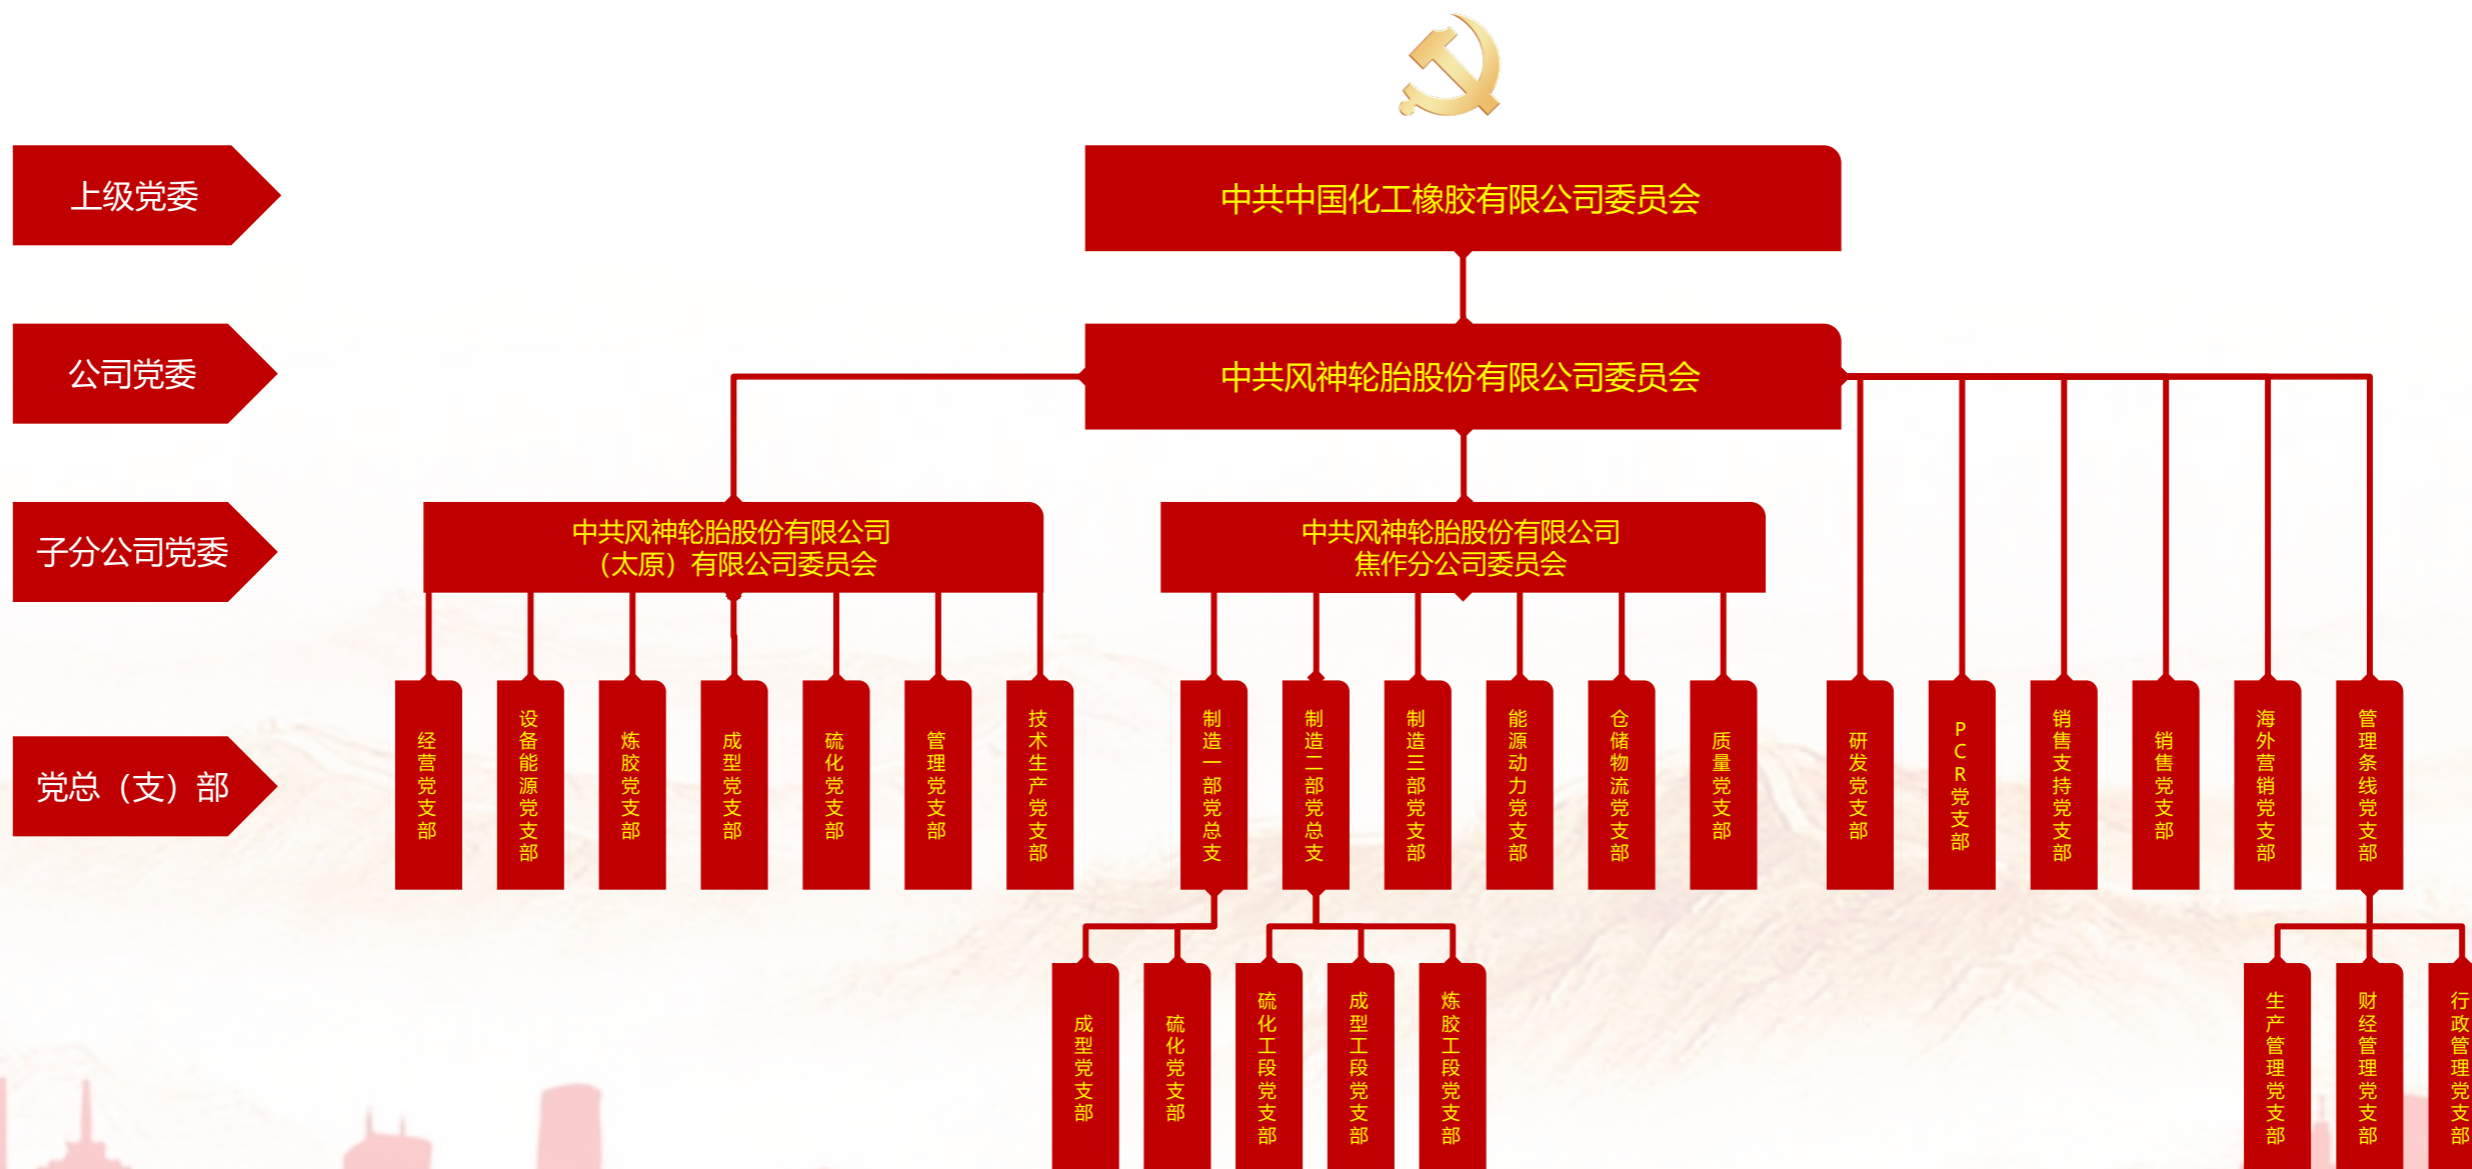 上级党委
中共中国化工橡胶有限公司委员会
公司党委
中共风神轮胎股份有限公司委员会
子分公司党委
中共风神轮胎股份有限公司
（太原）有限公司委员会
中共风神轮胎股份有限公司
焦作分公司委员会
党总（支）部
经营党支部
设备能源党支部
炼胶党支部
成型党支部
硫化党支部
管理党支部
技术生产党支部
制造一部党总支
制造二部党总支
制造三部党支部
能源动力党支部
仓储物流党支部
质量党支部
研发党支部
PCR党支部
销售支持党支部
销售党支部
海外营销党支部
管理条线党支部
成型党支部
硫化党支部
硫化工段党支部
成型工段党支部
炼胶工段党支部
生产管理党支部
财经管理党支部
行政管理党支部